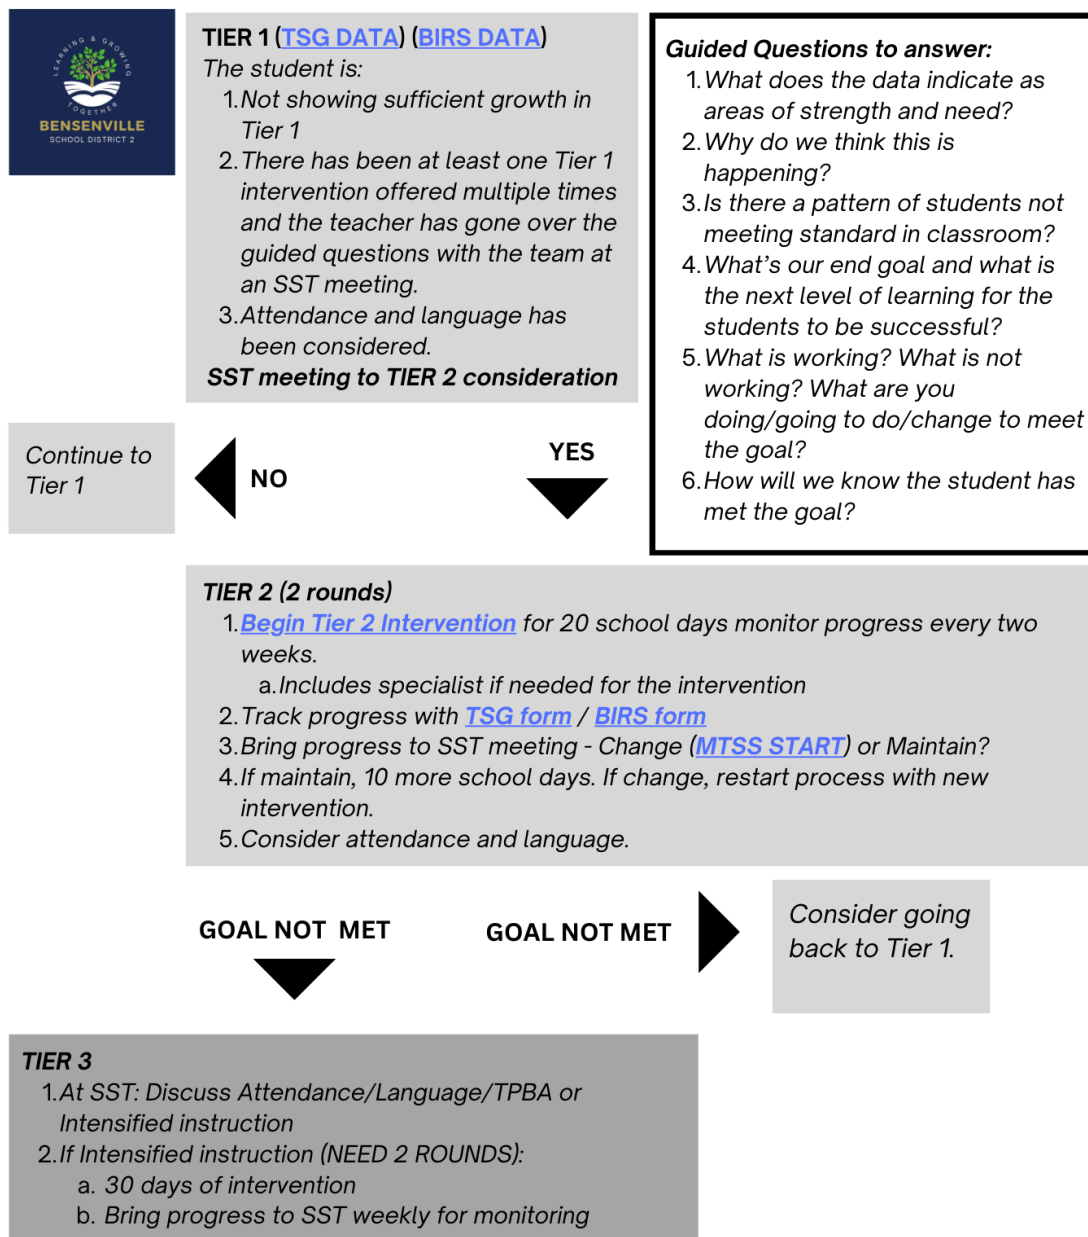 LEARNING & GROWING
TOGETHER
BENSENVILLE
SCHOOL DISTRICT 2
TIER 1 (TSG DATA) (BIRS DATA)
The student is:
1. Not showing sufficient growth in
Tier 1
2. There has been at least one Tier 1
intervention offered multiple times
and the teacher has gone over the
guided questions with the team at
an SST meeting.
3. Attendance and language has
been considered.
SST meeting to TIER 2 consideration
Guided Questions to answer:
1. What does the data indicate as
areas of strength and need?
2. Why do we think this is
happening?
3. Is there a pattern of students not
meeting standard in classroom?
4. What's our end goal and what is
the next level of learning for the
students to be successful?
5. What is working? What is not
working? What are you
doing/going to do/change to meet
the goal?
6. How will we know the student has
met the goal?
Continue to
Tier 1
NO
YES
TIER 2 (2 rounds)
1. Begin Tier 2 Intervention for 20 school days monitor progress every two
weeks.
a. Includes specialist if needed for the intervention
2. Track progress with TSG form / BIRS form
3. Bring progress to SST meeting - Change (MTSS START) or Maintain?
4. If maintain, 10 more school days. If change, restart process with new
intervention.
5. Consider attendance and language.
GOAL NOT MET
GOAL NOT MET
Consider going
back to Tier 1.
TIER 3
1. At SST: Discuss Attendance/Language/TPBA or
Intensified instruction
2. If Intensified instruction (NEED 2 ROUNDS):
a. 30 days of intervention
b. Bring progress to SST weekly for monitoring